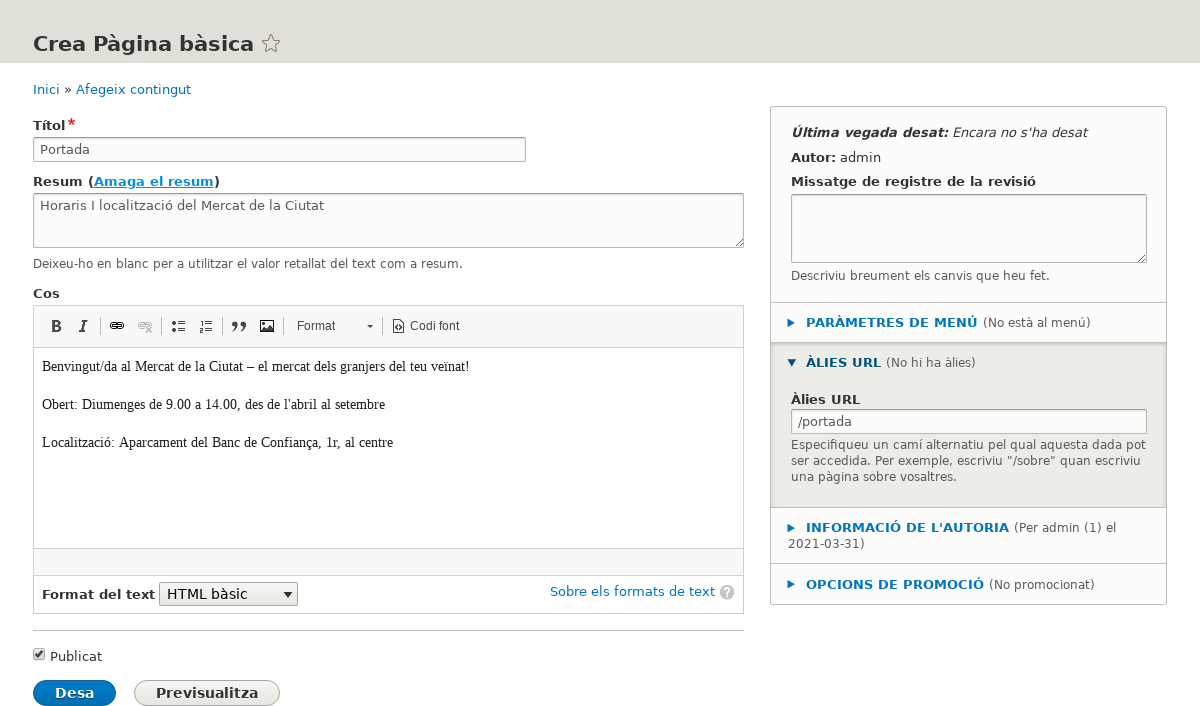 Crea Pàgina bàsica
Inici » Afegeix contingut
Títol*
Portada
Resum (Amaga el resum)
Horaris I localització del Mercat de la Ciutat
Deixeu-ho en blanc per a utilitzar el valor retallat del text com a resum.
Cos
B I Format Codi font
Benvingut/da al Mercat de la Ciutat – el mercat dels granjers del teu veïnat!
Obert: Diumenges de 9.00 a 14.00, des de l'abril al setembre
Localització: Aparcament del Banc de Confiança, 1r, al centre
Format del text HTML bàsic Sobre els formats de text ?
Publicat
Desa Previsualitza
Última vegada desat: Encara no s'ha desat
Autor: admin
Missatge de registre de la revisió
Descriviu breument els canvis que heu fet.
PARÀMETRES DE MENÚ (No està al menú)
ÀLIES URL (No hi ha àlies)
Àlies URL
/portada
Especifiqueu un camí alternatiu pel qual aquesta dada pot
ser accedida. Per exemple, escriviu "/sobre" quan escriviu
una pàgina sobre vosaltres.
INFORMACIÓ DE L'AUTORIA (Per admin (1) el
2021-03-31)
OPCIONS DE PROMOCIÓ (No promocionat)